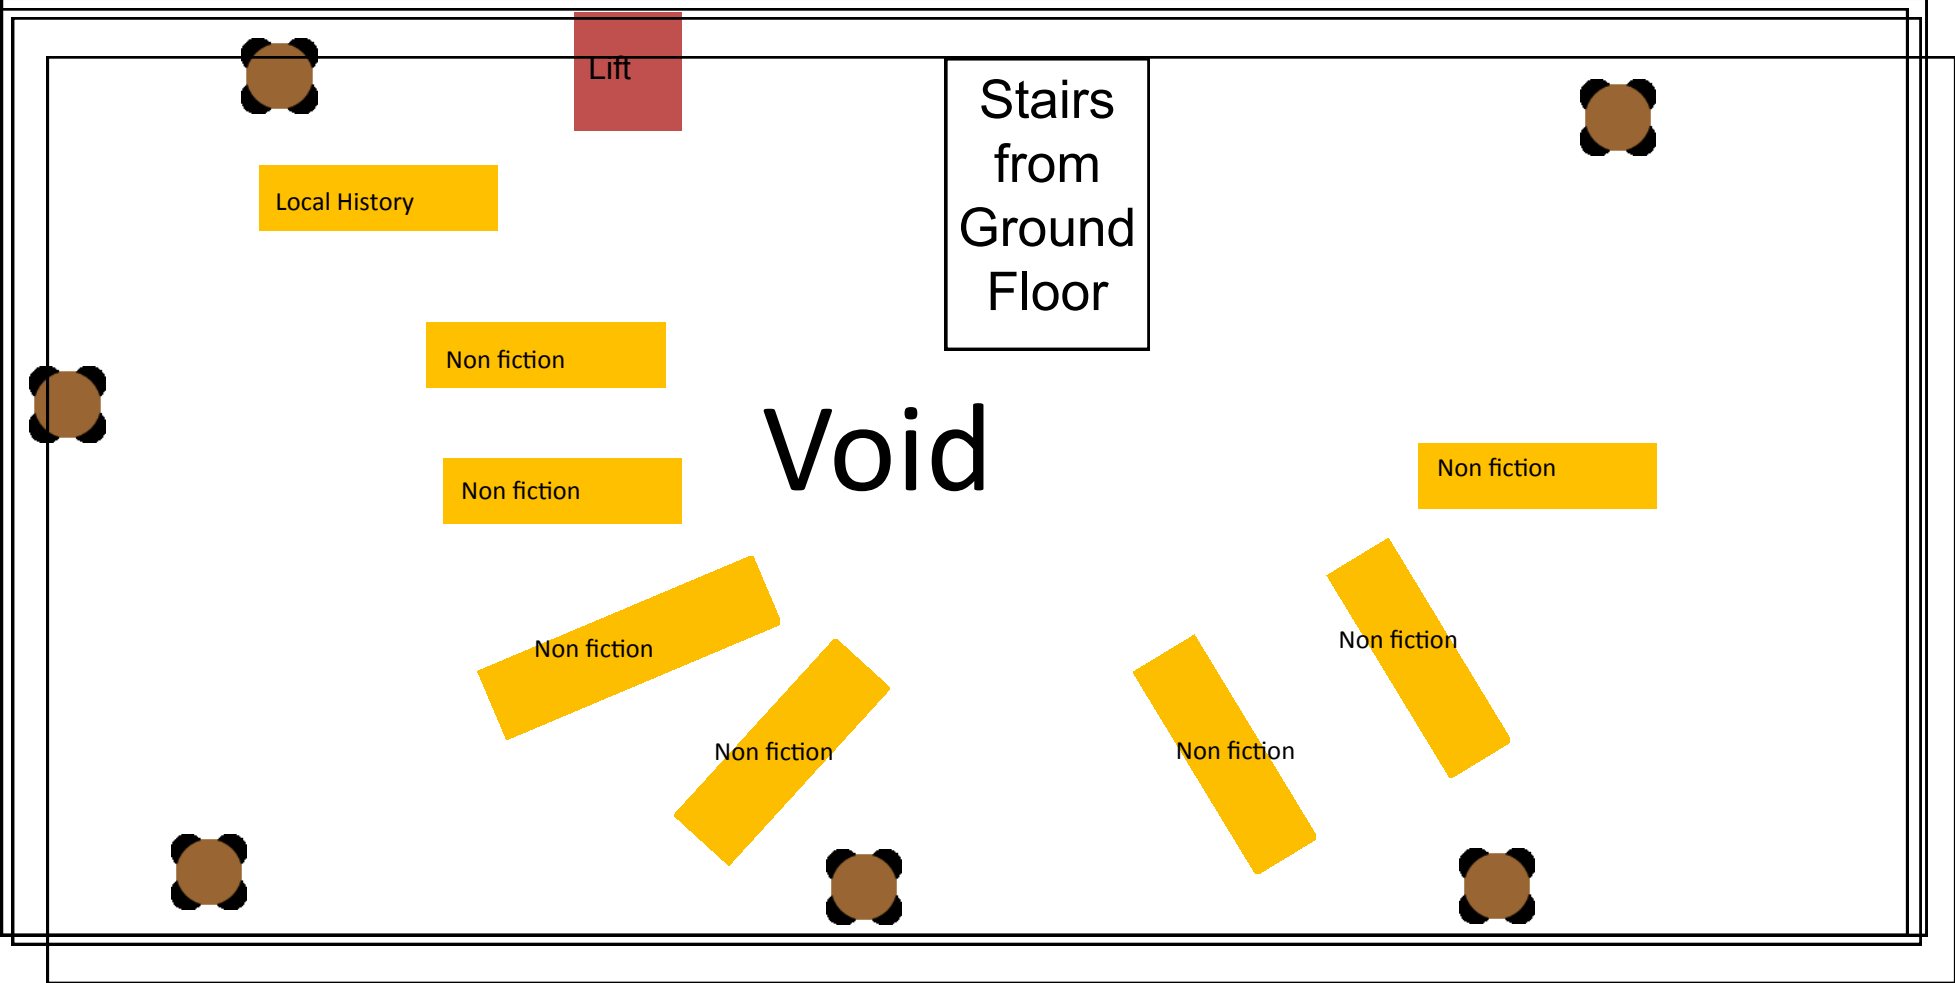 Lift
Stairs
from
Ground
Floor
Local History
Non fiction
Void
Non fiction
Non fiction
Non fiction
Non fiction
Non fiction
Non fiction
Non fiction